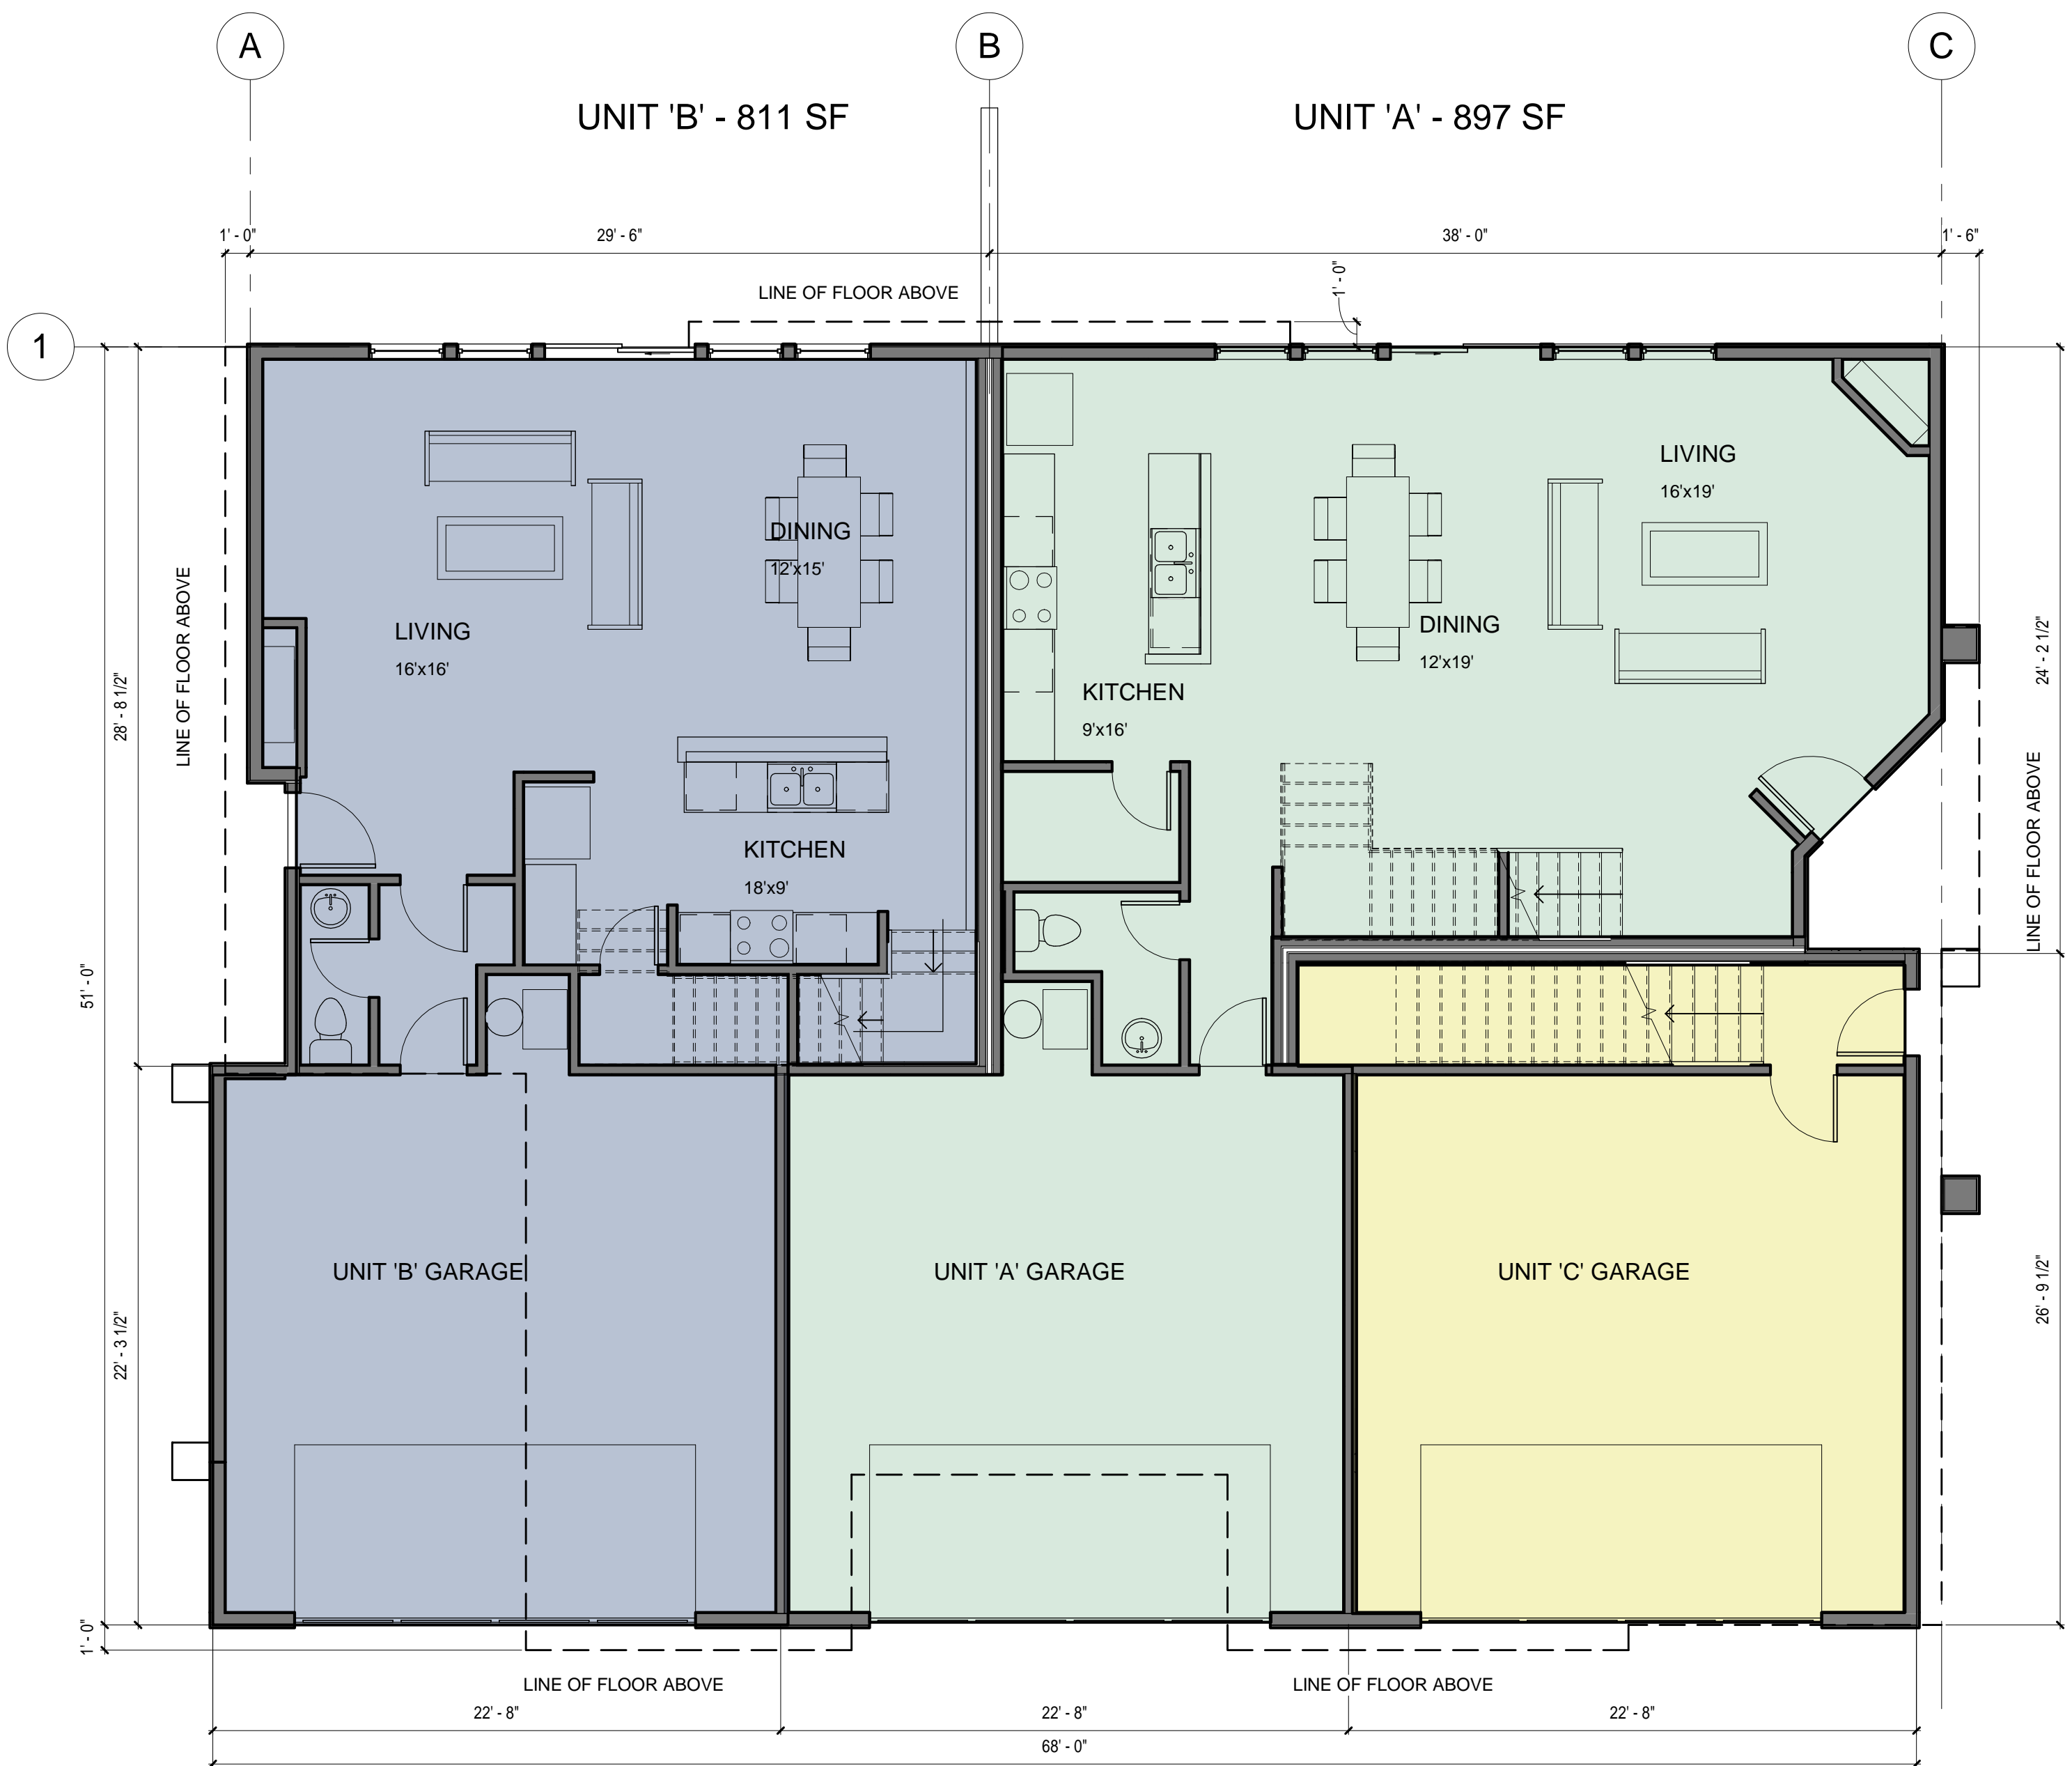 A
B
C
UNIT 'B' - 811 SF
UNIT 'A' - 897 SF
1' - 0"
29' - 6"
38' - 0"
1' - 6"
LINE OF FLOOR ABOVE
1' - 0"
1
LIVING
16'x19'
DINING
12'x15'
LINE OF FLOOR ABOVE
LIVING
16'x16'
DINING
12'x19'
24' - 2 1/2"
28' - 8 1/2"
KITCHEN
9'x16'
KITCHEN
18'x9'
LINE OF FLOOR ABOVE
51' - 0"
UNIT 'B' GARAGE
UNIT 'A' GARAGE
UNIT 'C' GARAGE
22' - 3 1/2"
26' - 9 1/2"
1' - 0"
LINE OF FLOOR ABOVE
LINE OF FLOOR ABOVE
22' - 8"
22' - 8"
22' - 8"
68' - 0"